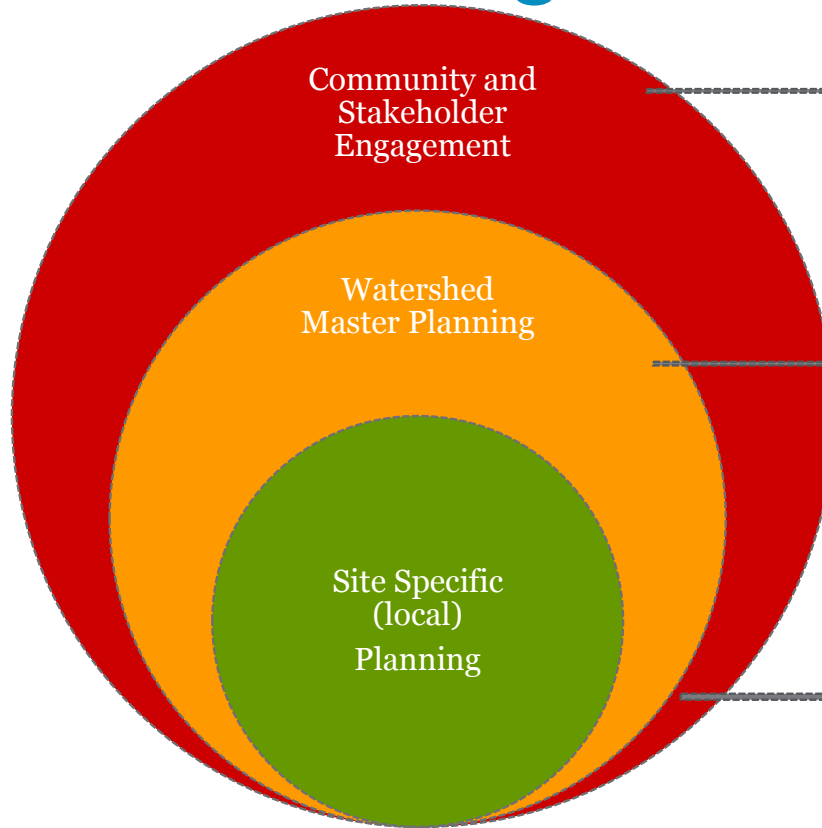 Community and
Stakeholder
Engagement
Watershed
Master Planning
Site Specific
(local)
Planning